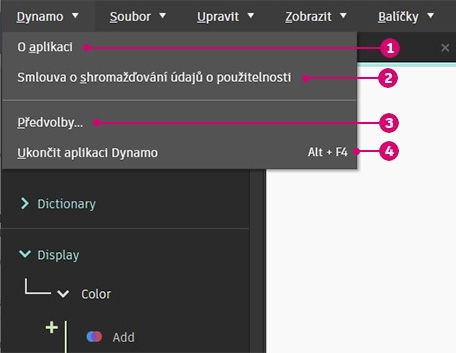 Dynamo Soubor Upravit Zobrazit Balíčky
O aplikaci 1
Smlouva o shromažďování údajů o použitelnosti 2
Předvolby... 3
Ukončit aplikaci Dynamo Alt + F4 4
Dictionary
Display
Color
Add